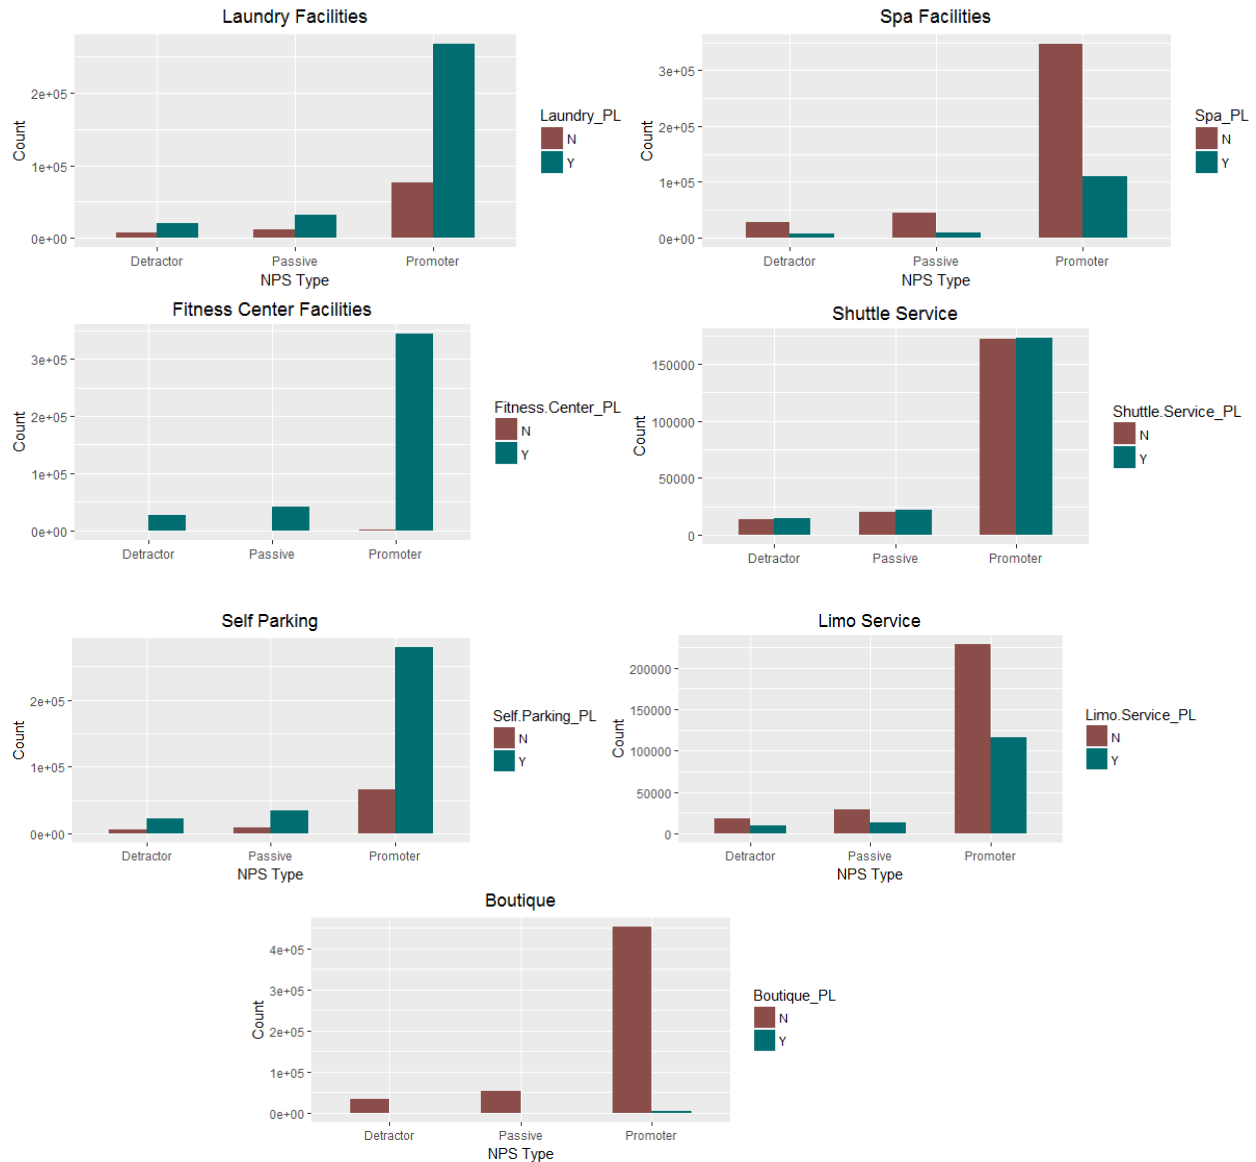 Laundry Facilities
Count
2e+05
1e+05
0e+00
Detractor Passive Promoter
NPS Type
Laundry_PL
N
Y
Spa Facilities
Count
3e+05
2e+05
1e+05
0e+00
Detractor Passive Promoter
NPS Type
Spa_PL
N
Y
Fitness Center Facilities
Count
3e+05
2e+05
1e+05
0e+00
Detractor Passive Promoter
Fitness.Center_PL
N
Y
Shuttle Service
Count
150000
100000
50000
0
Detractor Passive Promoter
Shuttle.Service_PL
N
Y
Self Parking
Count
2e+05
1e+05
0e+00
Detractor Passive Promoter
NPS Type
Self.Parking_PL
N
Y
Limo Service
Count
200000
150000
100000
50000
0
Detractor Passive Promoter
NPS Type
Limo.Service_PL
N
Y
Boutique
Count
4e+05
3e+05
2e+05
1e+05
0e+00
Detractor Passive Promoter
NPS Type
Boutique_PL
N
Y